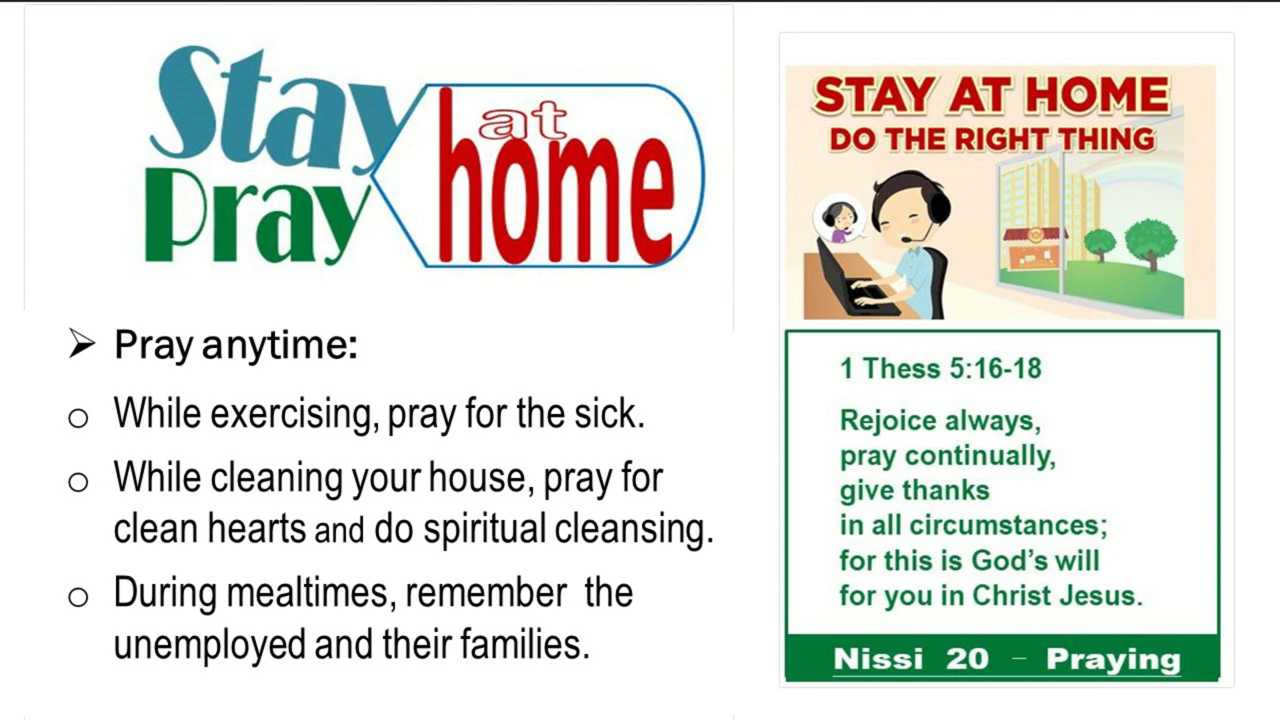 Stay
Pray
at
home
➢ Pray anytime:
o While exercising, pray for the sick.
o While cleaning your house, pray for
clean hearts and do spiritual cleansing.
o During mealtimes, remember the
unemployed and their families.
STAY AT HOME
DO THE RIGHT THING
1 Thess 5:16-18
Rejoice always,
pray continually,
give thanks
in all circumstances;
for this is God’s will
for you in Christ Jesus.
Nissi 20 – Praying